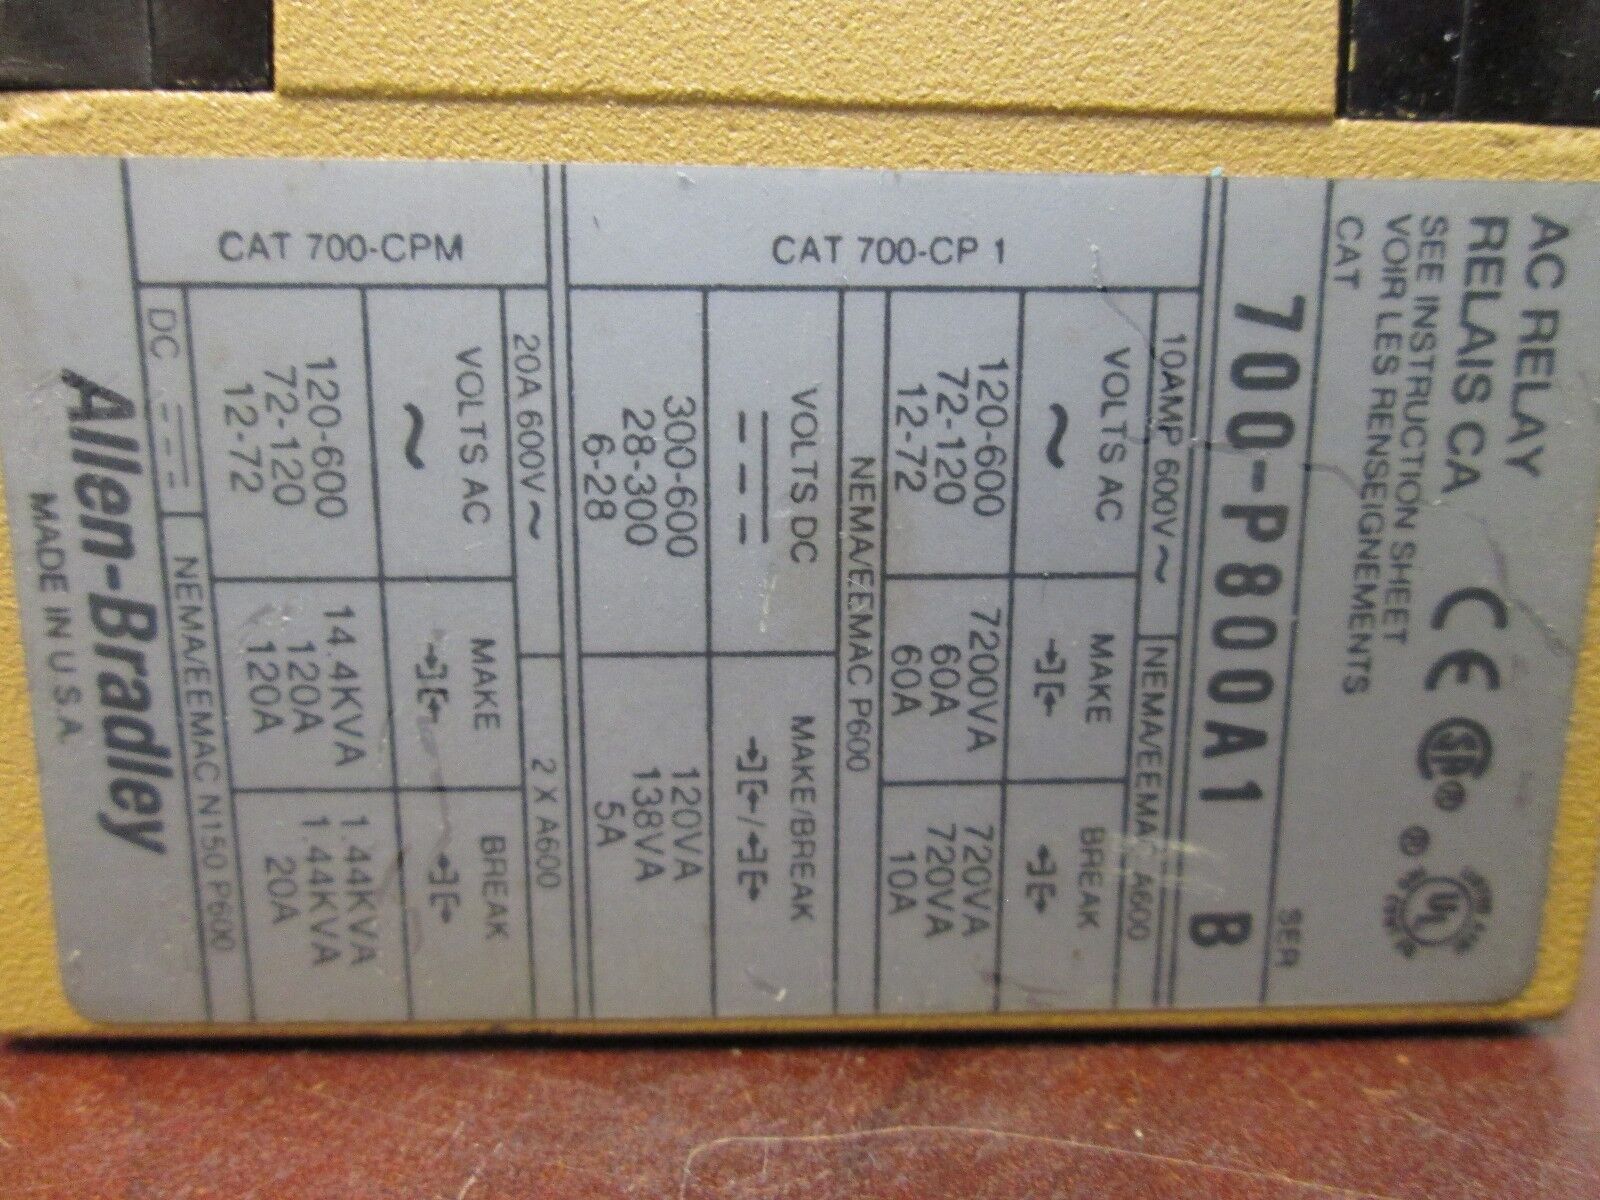 AC RELAY
RELAIS CA
SEE INSTRUCTION SHEET
VOIR LES RENSEIGNEMENTS
CE
SA ®
UL ®
CAT
SER
700-P800A1 B
CAT 700-CP 1
10AMP 600V~ NEMA/EEMAC A600
VOLTS AC MAKE BREAK
~
120-600 7200VA 720VA
72-120 60A 720VA
12-72 60A 10A
NEMA/EEMAC P600
VOLTS DC MAKE/BREAK
300-600 120VA
28-300 138VA
6-28 5A
CAT 700-CPM
20A 600V~ 2 X A600
VOLTS AC MAKE BREAK
~
120-600 14.4KVA 1.44KVA
72-120 120A 1.44KVA
12-72 120A 20A
DC NEMA/EEMAC N150 P600
Allen-Bradley
MADE IN U.S.A.